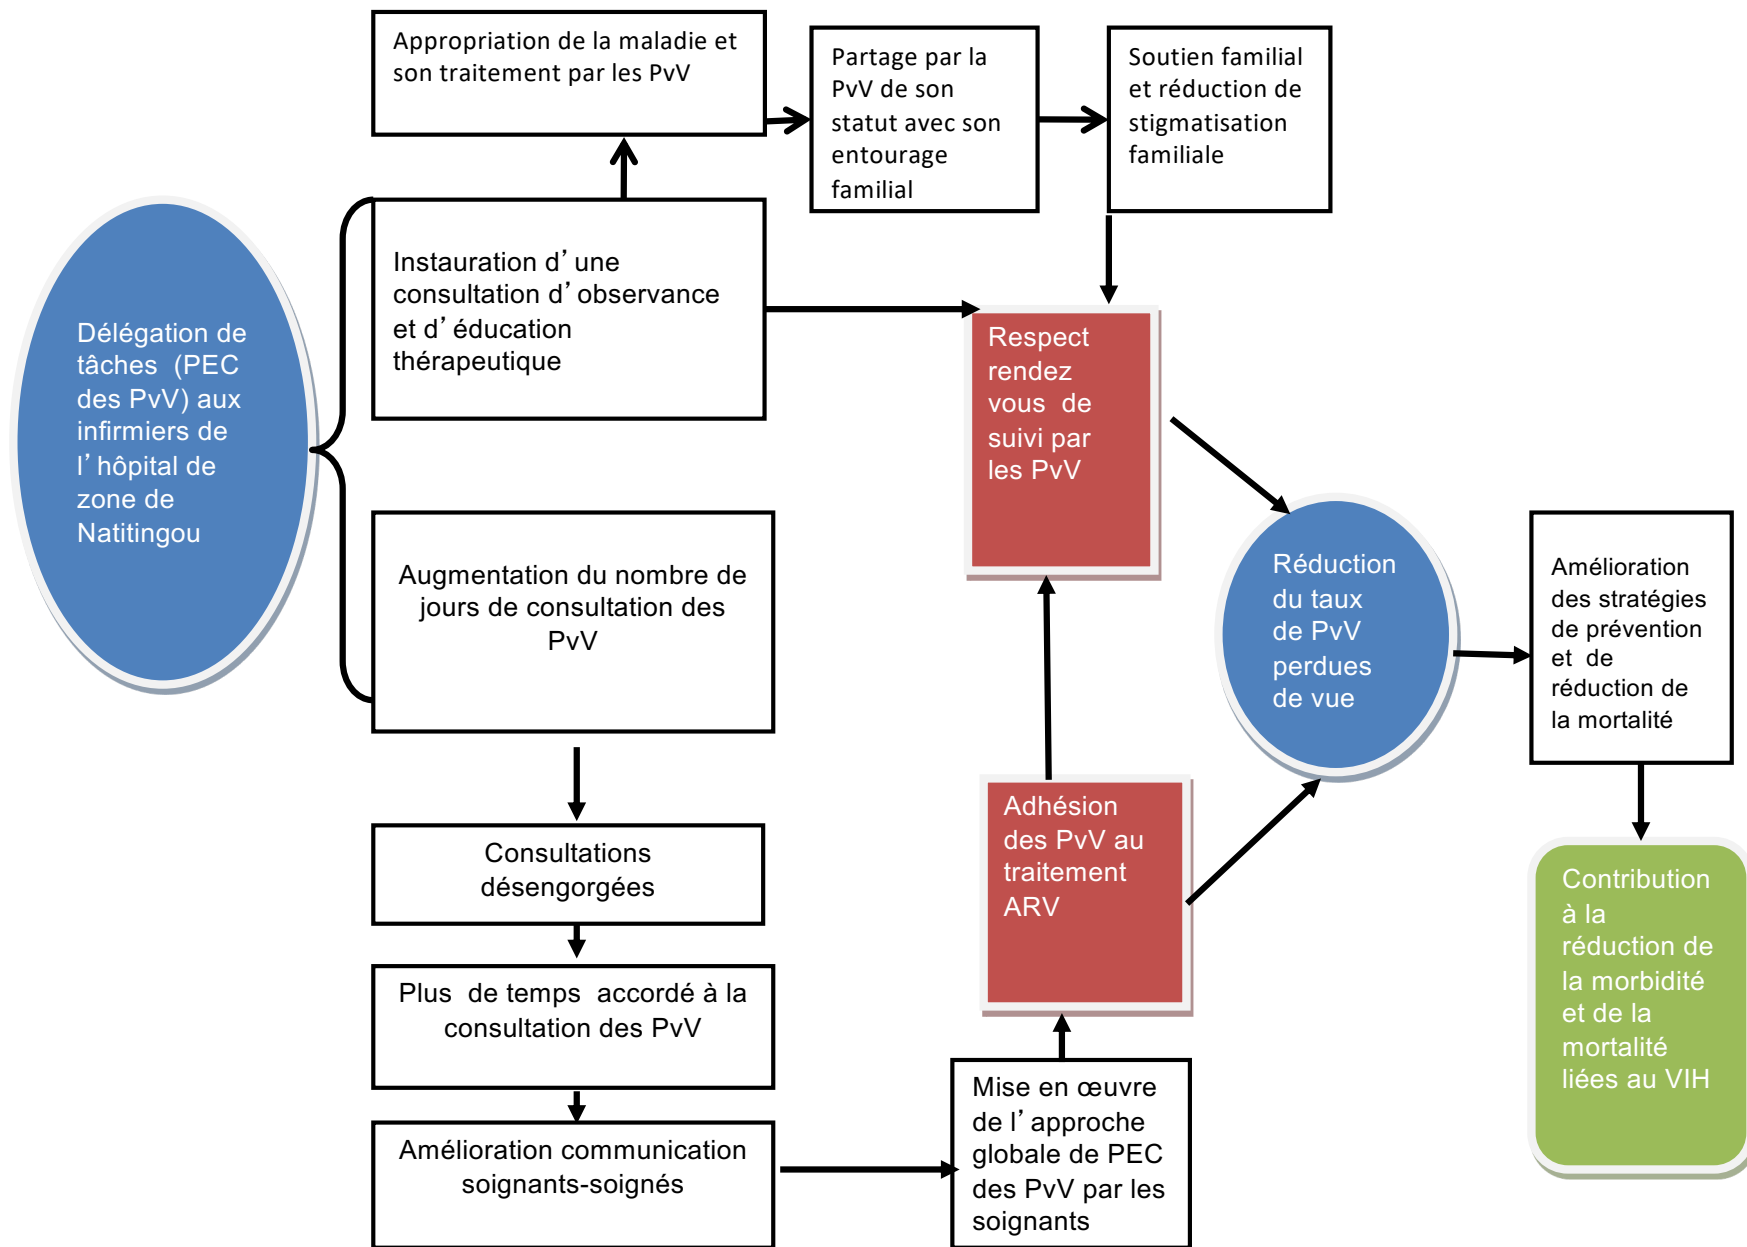 Appropriation de la maladie et
son traitement par les PvV
Partage par la
PvV de son
statut avec son
entourage
familial
Soutien familial
et réduction de
stigmatisation
familiale
Délégation de
tâches (PEC
des PvV) aux
infirmiers de
l’hôpital de
zone de
Natitingou
Instauration d’une
consultation d’observance
et d’éducation
thérapeutique
Respect
rendez
vous de
suivi par
les PvV
Augmentation du nombre de
jours de consultation des
PvV
Réduction
du taux
de PvV
perdues
de vue
Amélioration
des stratégies
de prévention
et de
réduction de
la mortalité
Consultations
désengorgées
Adhésion
des PvV au
traitement
ARV
Contribution
à la
réduction de
la morbidité
et de la
mortalité
liées au VIH
Plus de temps accordé à la
consultation des PvV
Amélioration communication
soignants-soignés
Mise en œuvre
de l’approche
globale de PEC
des PvV par les
soignants